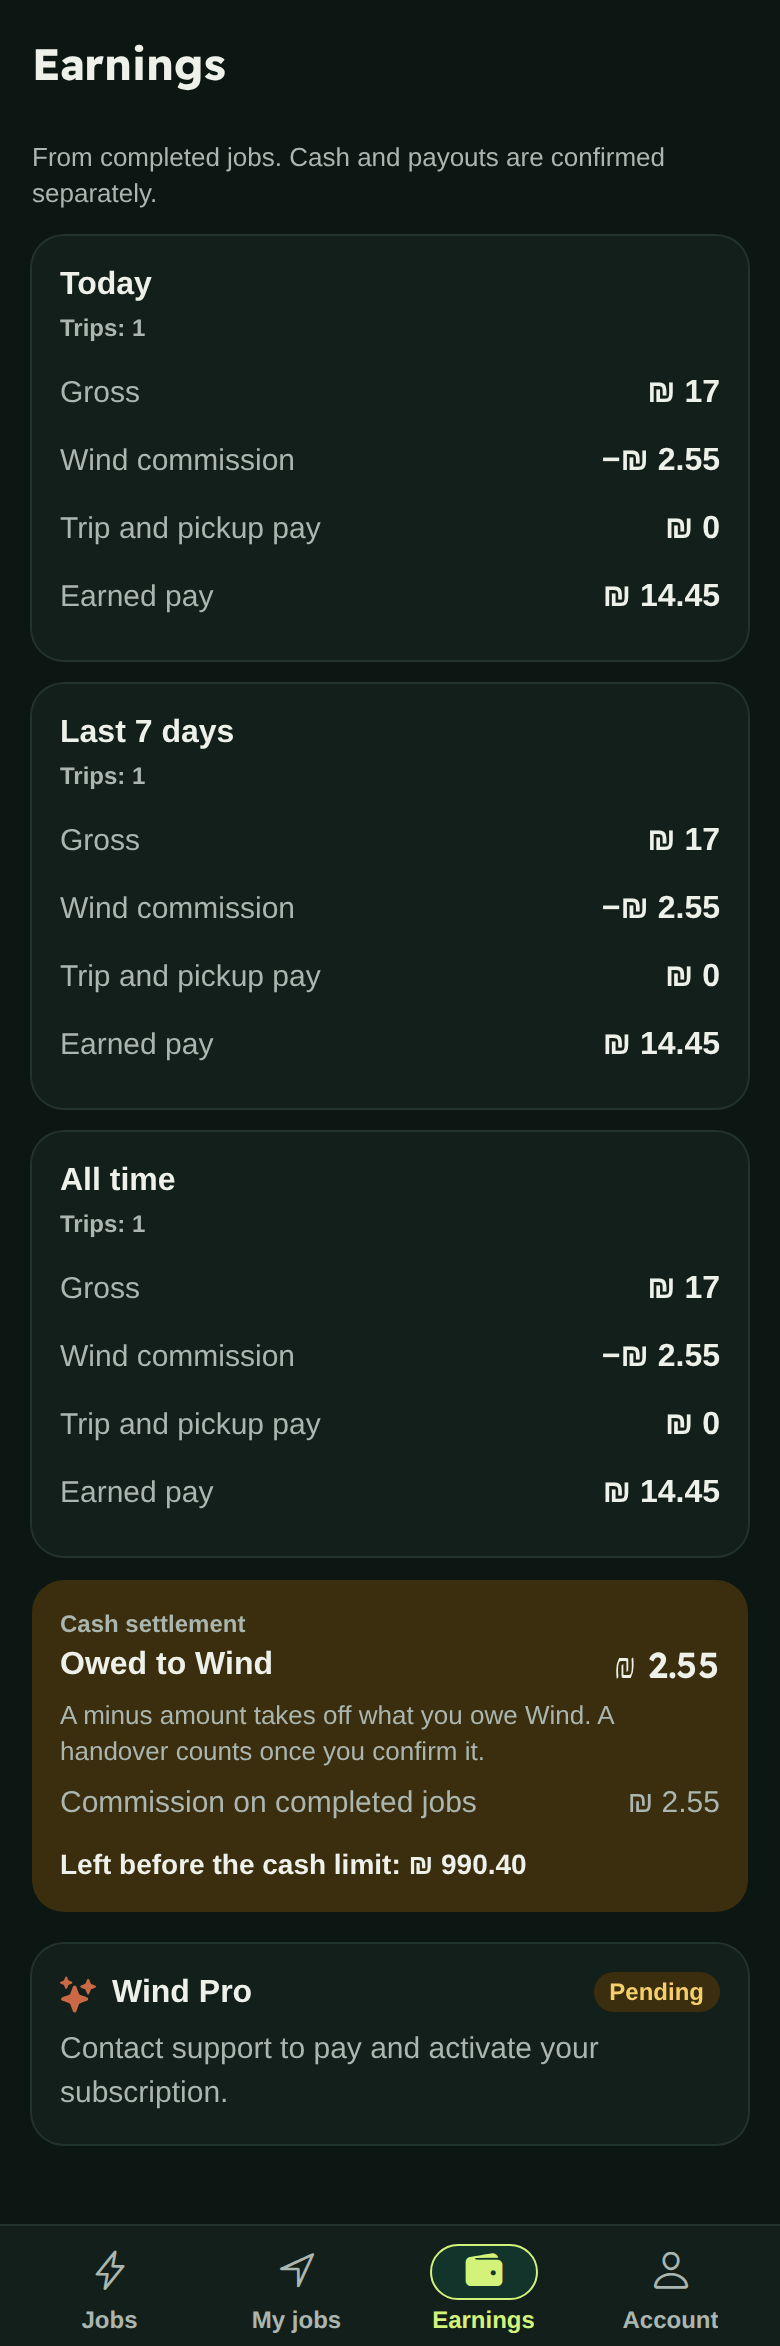 Earnings
From completed jobs. Cash and payouts are confirmed
separately.
Today
Trips: 1
Gross ₪ 17
Wind commission −₪ 2.55
Trip and pickup pay ₪ 0
Earned pay ₪ 14.45
Last 7 days
Trips: 1
Gross ₪ 17
Wind commission −₪ 2.55
Trip and pickup pay ₪ 0
Earned pay ₪ 14.45
All time
Trips: 1
Gross ₪ 17
Wind commission −₪ 2.55
Trip and pickup pay ₪ 0
Earned pay ₪ 14.45
Cash settlement
Owed to Wind ₪ 2.55
A minus amount takes off what you owe Wind. A
handover counts once you confirm it.
Commission on completed jobs ₪ 2.55
Left before the cash limit: ₪ 990.40
Wind Pro Pending
Contact support to pay and activate your
subscription.
Jobs My jobs Earnings Account